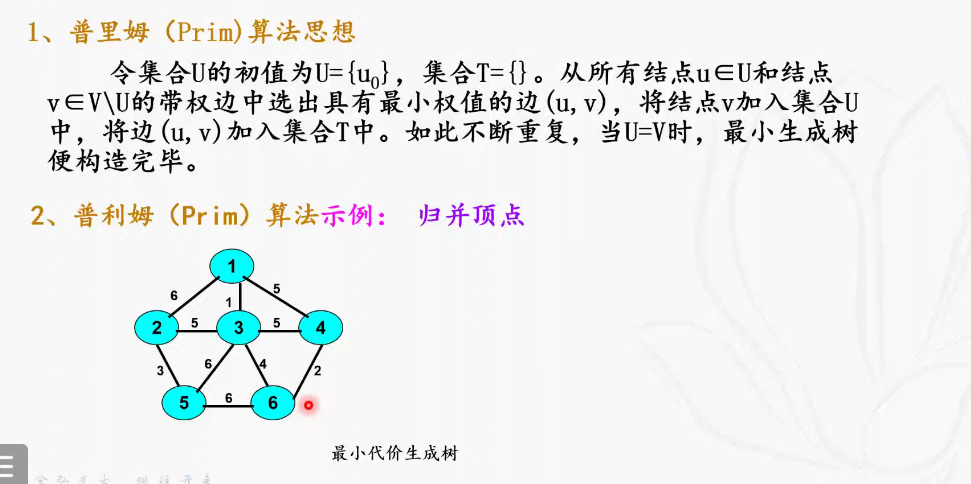 1、普里姆（Prim)算法思想
令集合U的初值为U={u₀}，集合T={}。从所有结点u∈U和结点
v∈V\U的带权边中选出具有最小权值的边(u,v)，将结点v加入集合U
中，将边(u,v)加入集合T中。如此不断重复，当U=V时，最小生成树
便构造完毕。
2、普利姆（Prim）算法示例： 归并顶点
1
6 1 5
2 5 3 5 4
3 6 4 2
5 6 6
最小代价生成树